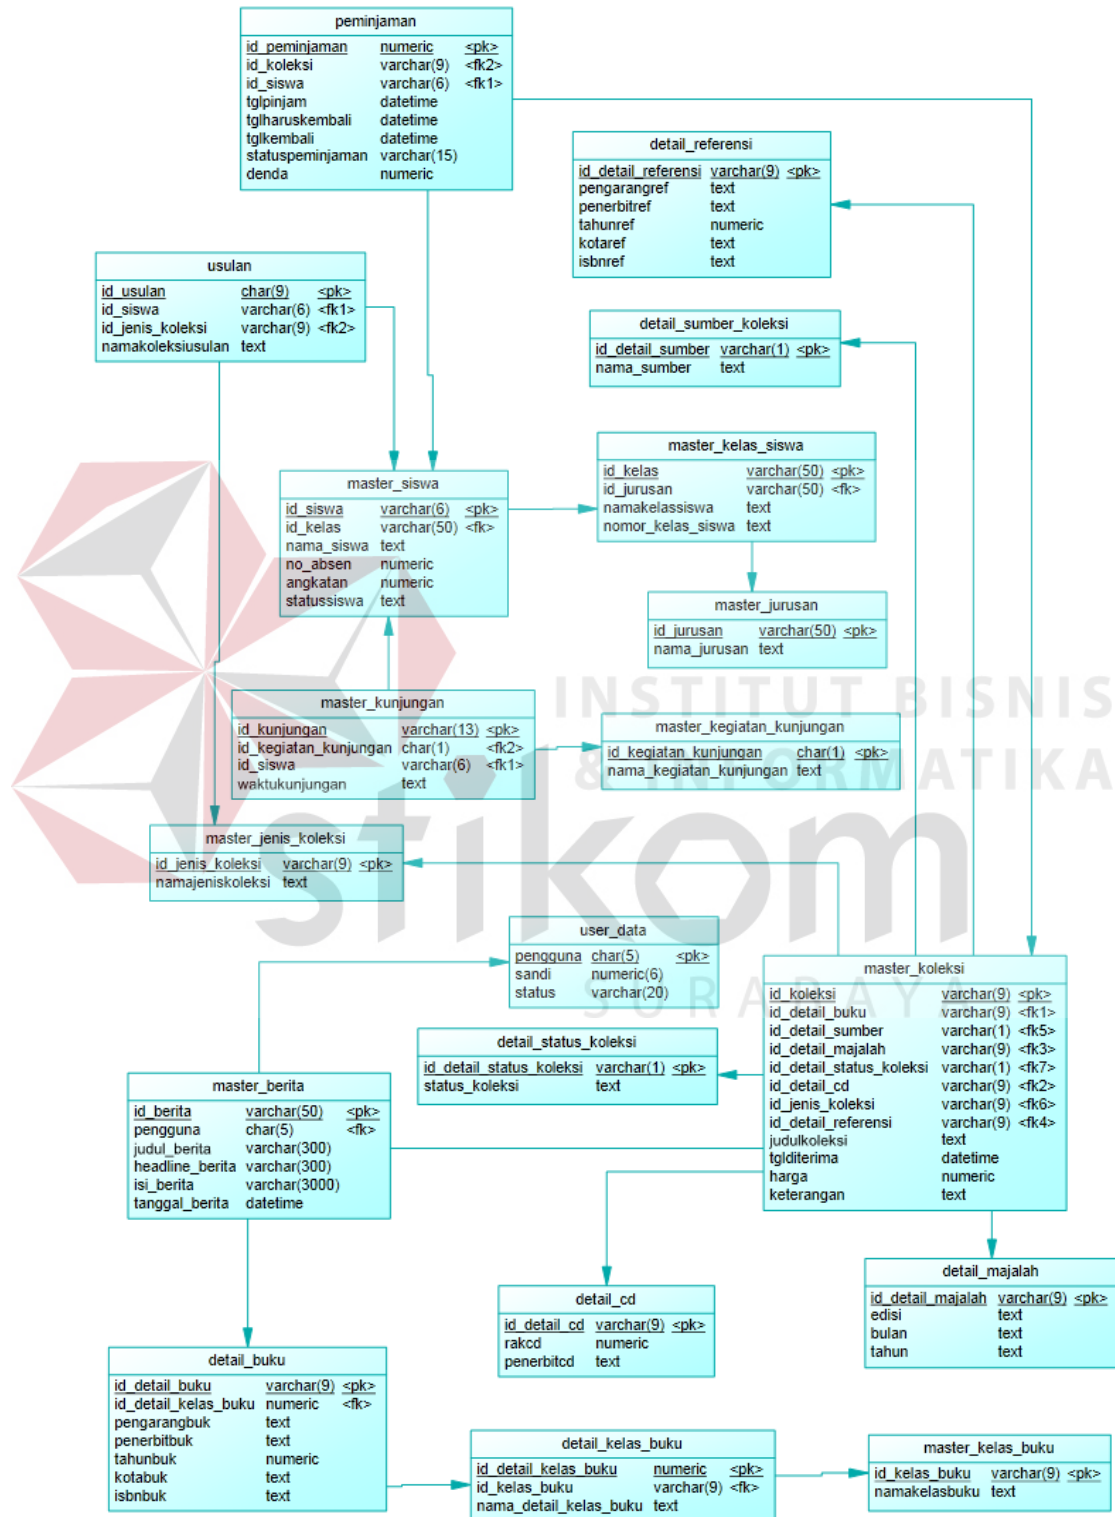 peminjaman
id_peminjaman numeric <pk>
id_koleksi varchar(9) <fk2>
id_siswa varchar(6) <fk1>
tglpinjam datetime
tglharuskembali datetime
tglkembali datetime
statuspeminjaman varchar(15)
denda numeric
detail_referensi
id_detail_referensi varchar(9) <pk>
pengarangref text
penerbitref text
tahunref numeric
kotaref text
isbnref text
usulan
id_usulan char(9) <pk>
id_siswa varchar(6) <fk1>
id_jenis_koleksi varchar(9) <fk2>
namakoleksiusulan text
detail_sumber_koleksi
id_detail_sumber varchar(1) <pk>
nama_sumber text
master_kelas_siswa
id_kelas varchar(50) <pk>
id_jurusan varchar(50) <fk>
namakelassiswa text
nomor_kelas_siswa text
master_siswa
id_siswa varchar(6) <pk>
id_kelas varchar(50) <fk>
nama_siswa text
no_absen numeric
angkatan numeric
statussiswa text
master_jurusan
id_jurusan varchar(50) <pk>
nama_jurusan text
INSTITUT BISNIS
& INFORMATIKA
stikom
SURABAYA
master_kunjungan
id_kunjungan varchar(13) <pk>
id_kegiatan_kunjungan char(1) <fk2>
id_siswa varchar(6) <fk1>
waktukunjungan text
master_kegiatan_kunjungan
id_kegiatan_kunjungan char(1) <pk>
nama_kegiatan_kunjungan text
master_jenis_koleksi
id_jenis_koleksi varchar(9) <pk>
namajeniskoleksi text
user_data
pengguna char(5) <pk>
sandi numeric(6)
status varchar(20)
master_koleksi
id_koleksi varchar(9) <pk>
id_detail_buku varchar(9) <fk1>
id_detail_sumber varchar(1) <fk5>
id_detail_majalah varchar(9) <fk3>
id_detail_status_koleksi varchar(1) <fk7>
id_detail_cd varchar(9) <fk2>
id_jenis_koleksi varchar(9) <fk6>
id_detail_referensi varchar(9) <fk4>
judulkoleksi text
tglditerima datetime
harga numeric
keterangan text
detail_status_koleksi
id_detail_status_koleksi varchar(1) <pk>
status_koleksi text
master_berita
id_berita varchar(50) <pk>
pengguna char(5) <fk>
judul_berita varchar(300)
headline_berita varchar(300)
isi_berita varchar(3000)
tanggal_berita datetime
detail_majalah
id_detail_majalah varchar(9) <pk>
edisi text
bulan text
tahun text
detail_cd
id_detail_cd varchar(9) <pk>
rakcd numeric
penerbitcd text
detail_buku
id_detail_buku varchar(9) <pk>
id_detail_kelas_buku numeric <fk>
pengarangbuk text
penerbitbuk text
tahunbuk numeric
kotabuk text
isbnbuk text
detail_kelas_buku
id_detail_kelas_buku numeric <pk>
id_kelas_buku varchar(9) <fk>
nama_detail_kelas_buku text
master_kelas_buku
id_kelas_buku varchar(9) <pk>
namakelasbuku text